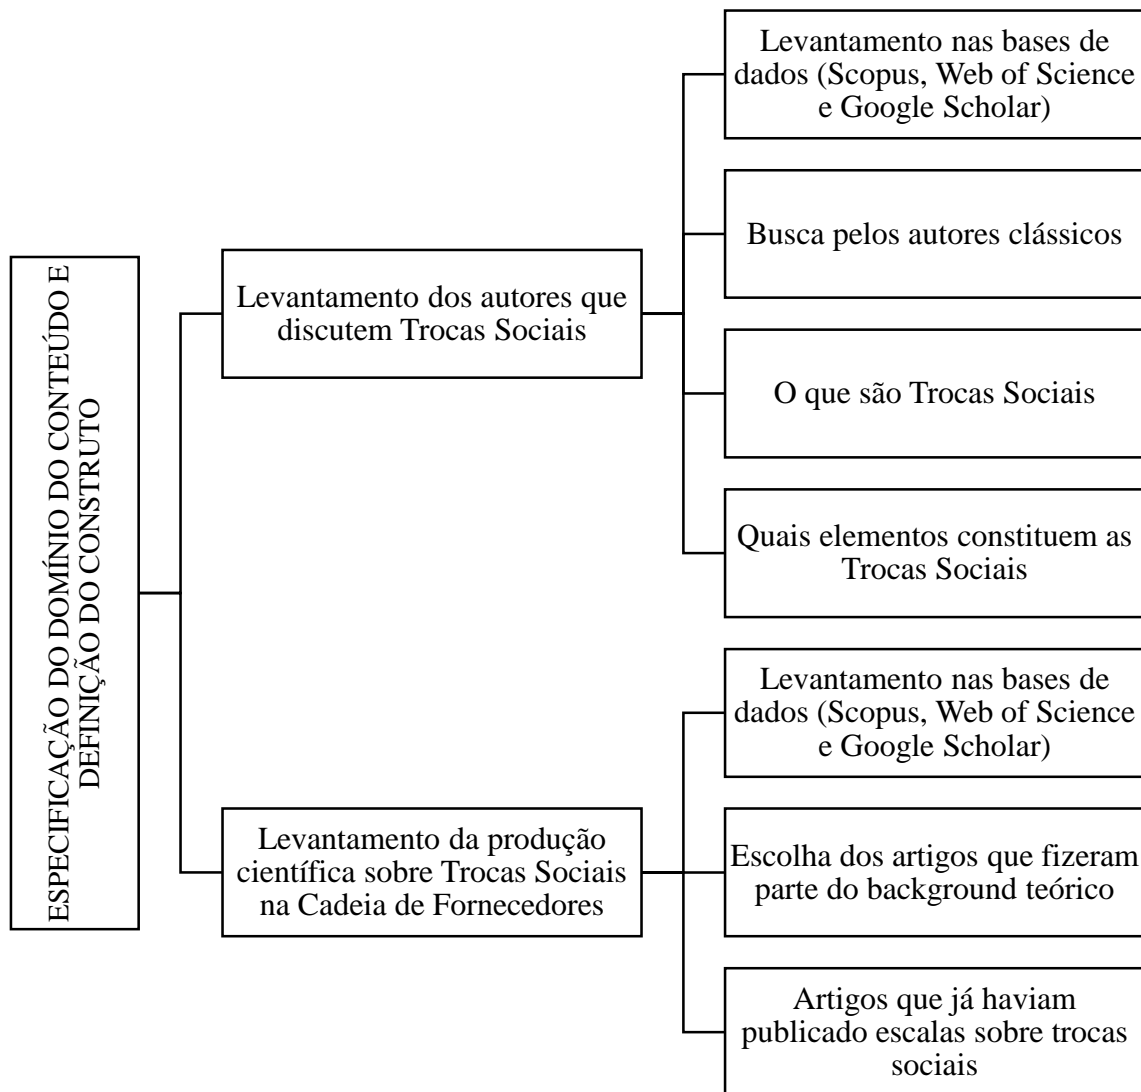 ESPECIFICAÇÃO DO DOMÍNIO DO CONTEÚDO E
DEFINIÇÃO DO CONSTRUTO
Levantamento dos autores que
discutem Trocas Sociais
Levantamento nas bases de
dados (Scopus, Web of Science
e Google Scholar)
Busca pelos autores clássicos
O que são Trocas Sociais
Quais elementos constituem as
Trocas Sociais
Levantamento da produção
científica sobre Trocas Sociais
na Cadeia de Fornecedores
Levantamento nas bases de
dados (Scopus, Web of Science
e Google Scholar)
Escolha dos artigos que fizeram
parte do background teórico
Artigos que já haviam
publicado escalas sobre trocas
sociais